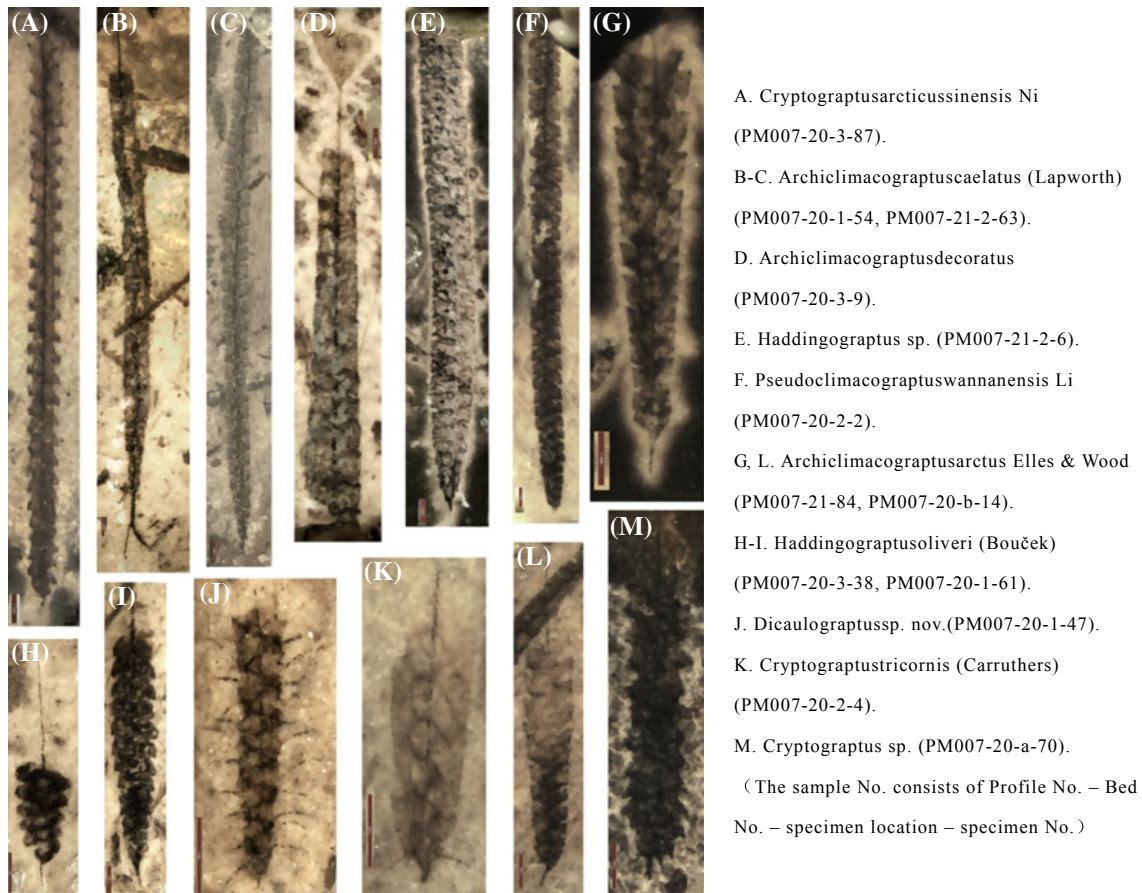 (A)
(B)
(C)
(D)
(E)
(F)
(G)
(H)
(I)
(J)
(K)
(L)
(M)
A. Cryptograptusarcticussinensis Ni
(PM007-20-3-87).
B-C. Archiclimacograptuscaelatus (Lapworth)
(PM007-20-1-54, PM007-21-2-63).
D. Archiclimacograptusdecoratus
(PM007-20-3-9).
E. Haddingograptus sp. (PM007-21-2-6).
F. Pseudoclimacograptuswannanensis Li
(PM007-20-2-2).
G, L. Archiclimacograptusarctus Elles & Wood
(PM007-21-84, PM007-20-b-14).
H-I. Haddingograptusoliveri (Bouček)
(PM007-20-3-38, PM007-20-1-61).
J. Dicaulograptussp. nov.(PM007-20-1-47).
K. Cryptograptustricornis (Carruthers)
(PM007-20-2-4).
M. Cryptograptus sp. (PM007-20-a-70).
（The sample No. consists of Profile No. – Bed
No. – specimen location – specimen No.）